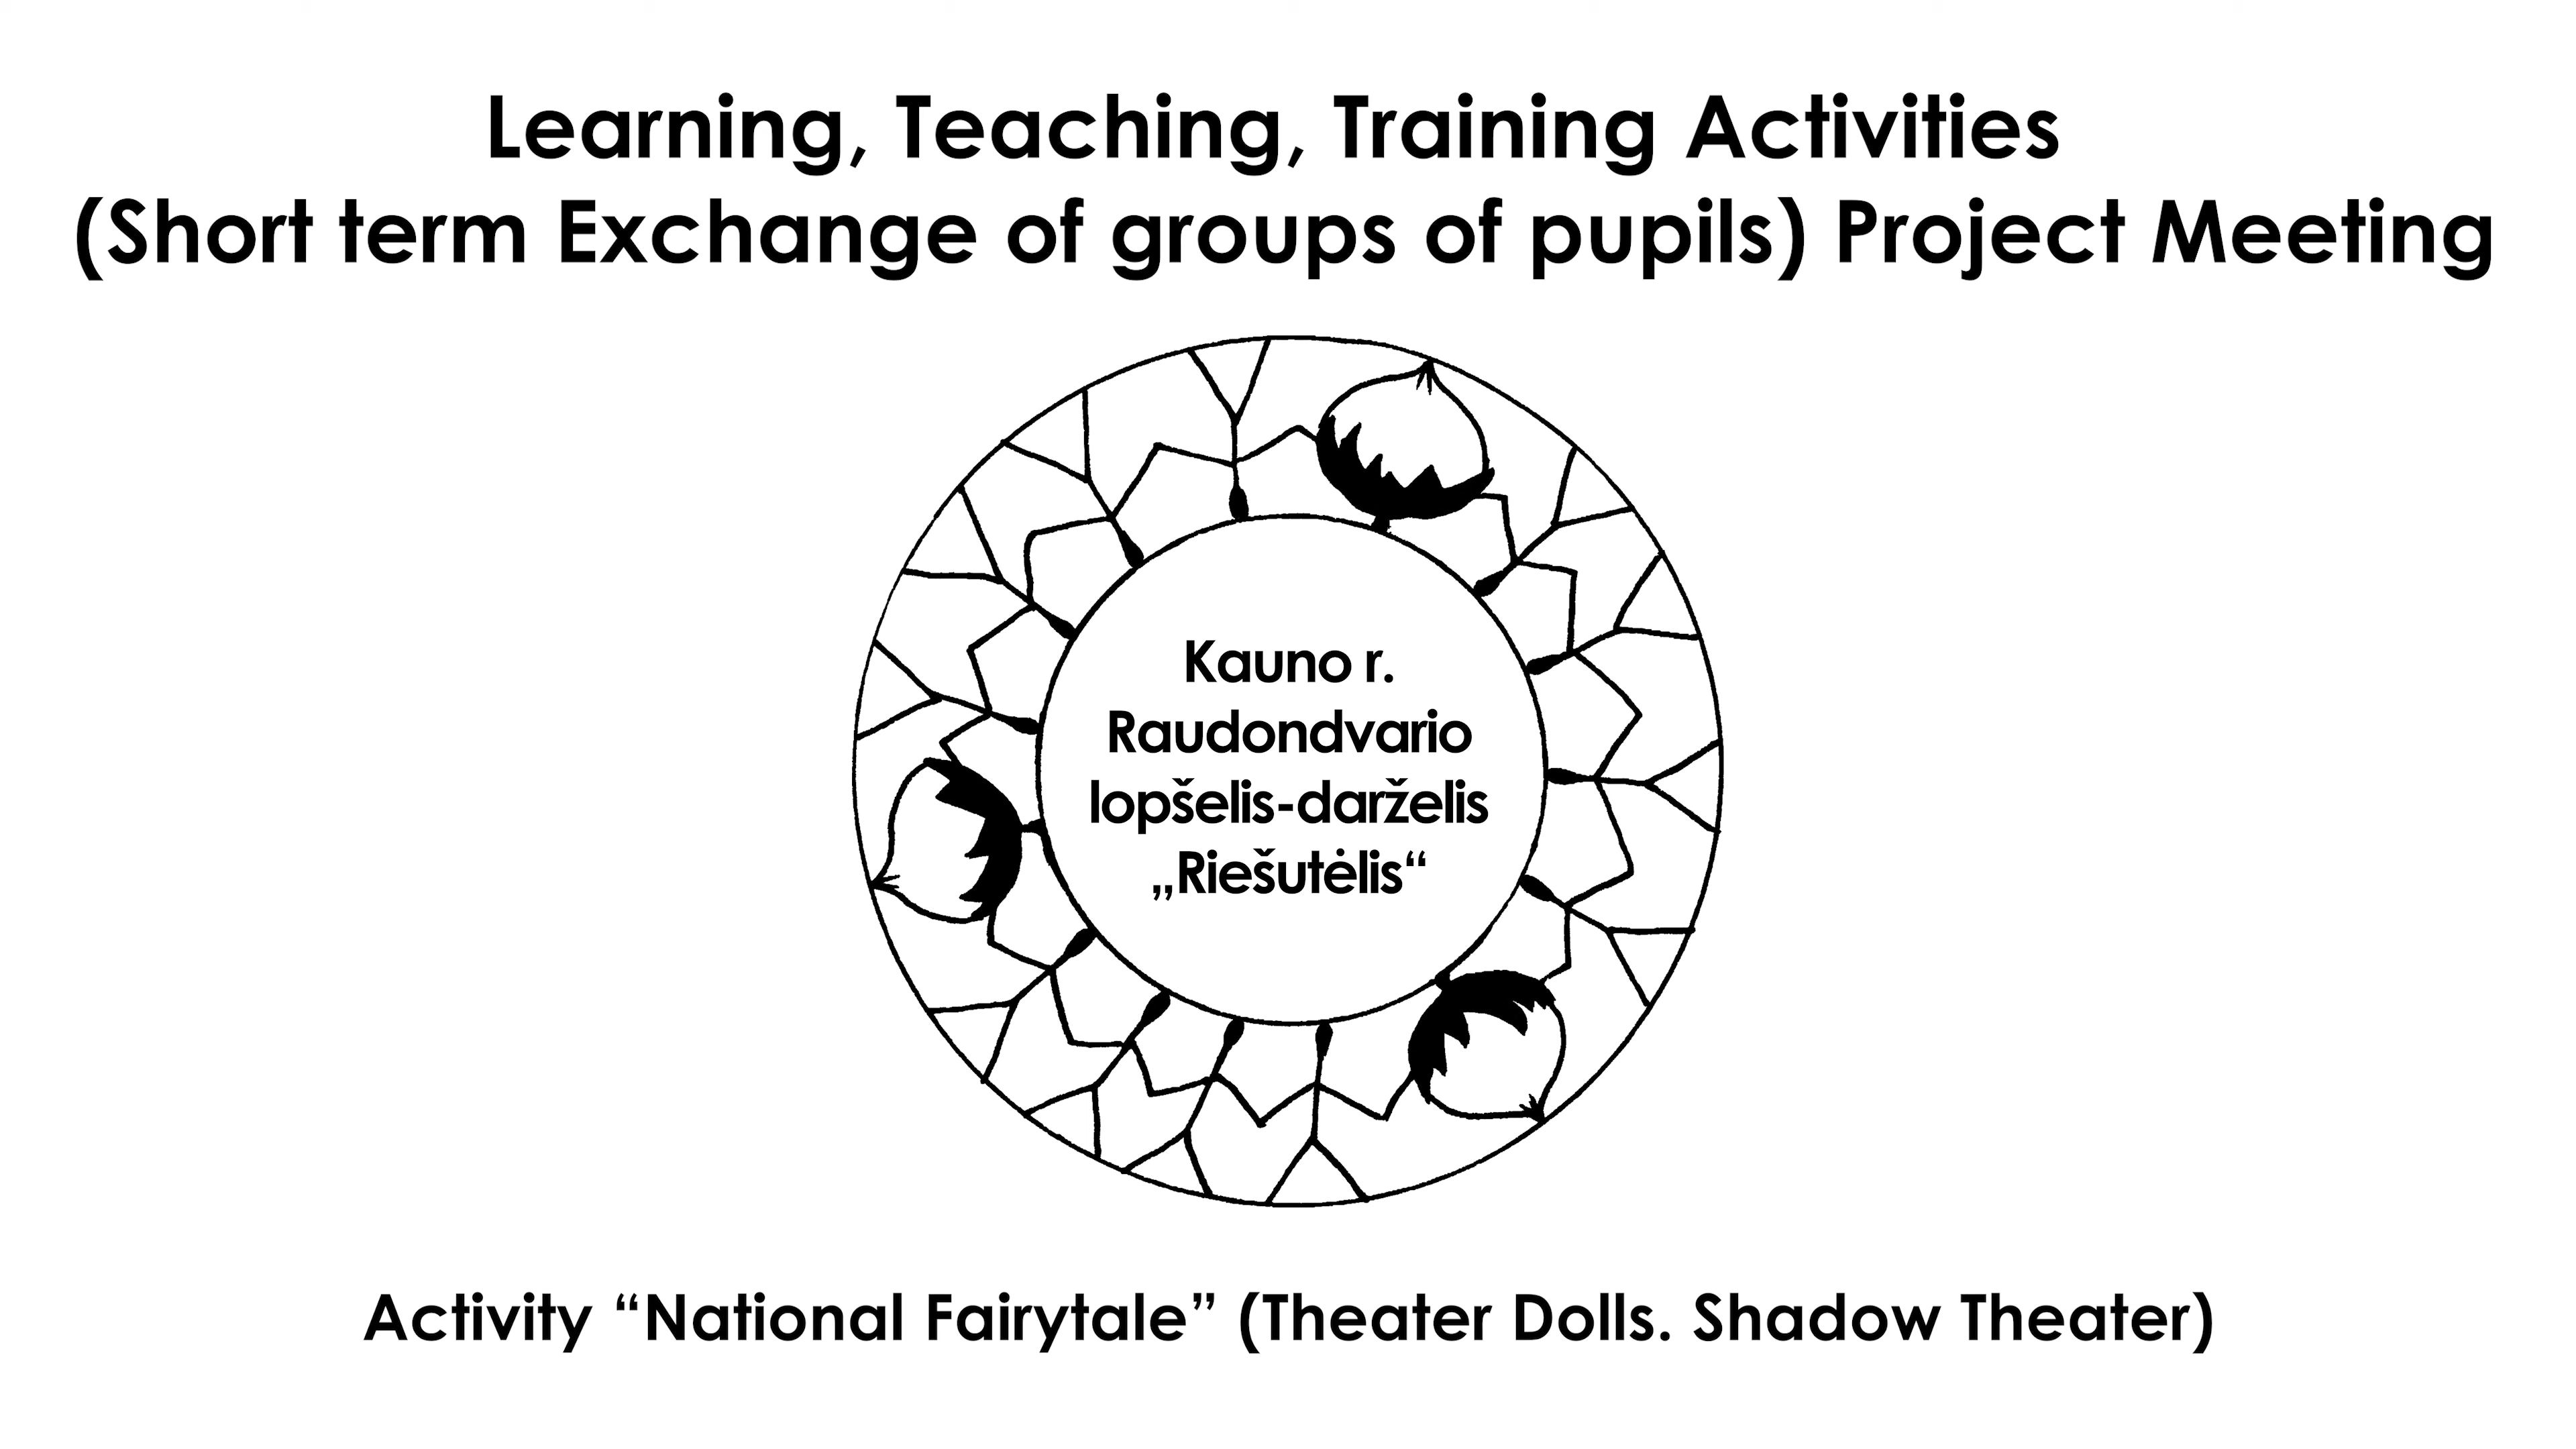 Learning, Teaching, Training Activities
(Short term Exchange of groups of pupils) Project Meeting
Kauno r.
Raudondvario
lopšelis-darželis
„Riešutėlis“
Activity “National Fairytale” (Theater Dolls. Shadow Theater)